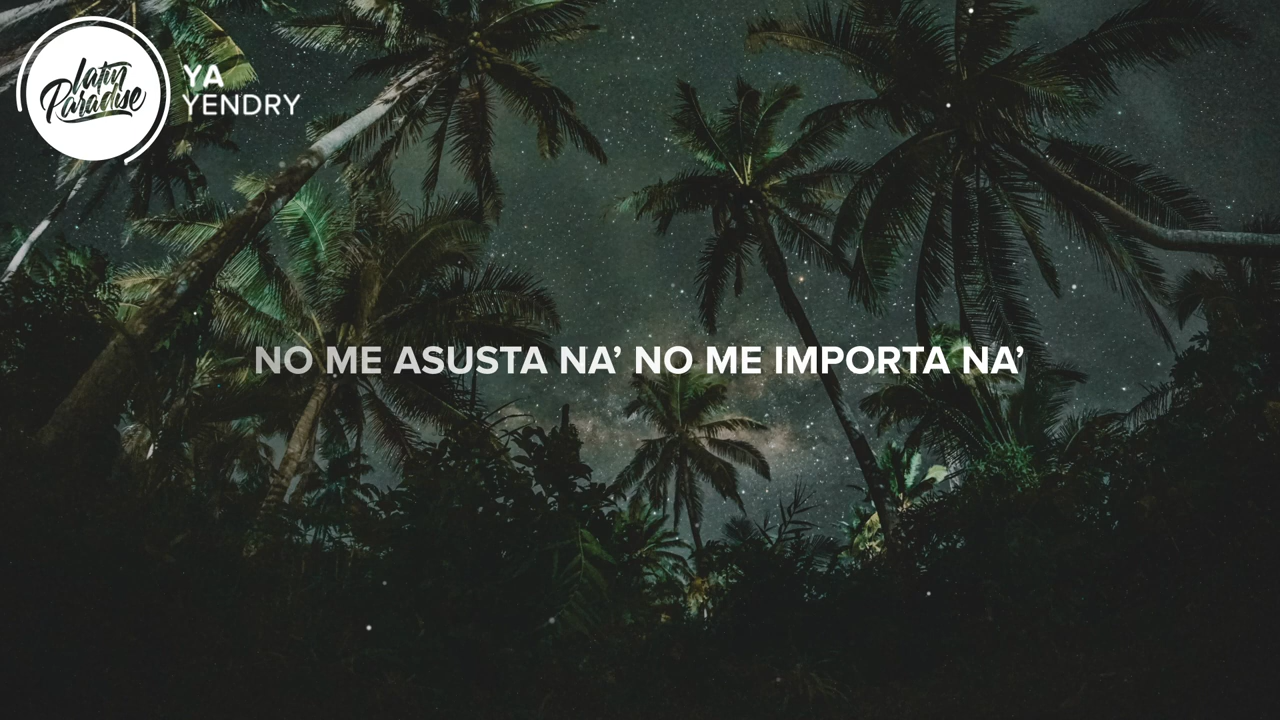 Latin
Paradise
YA
YENDRY
NO ME ASUSTA NA’ NO ME IMPORTA NA’